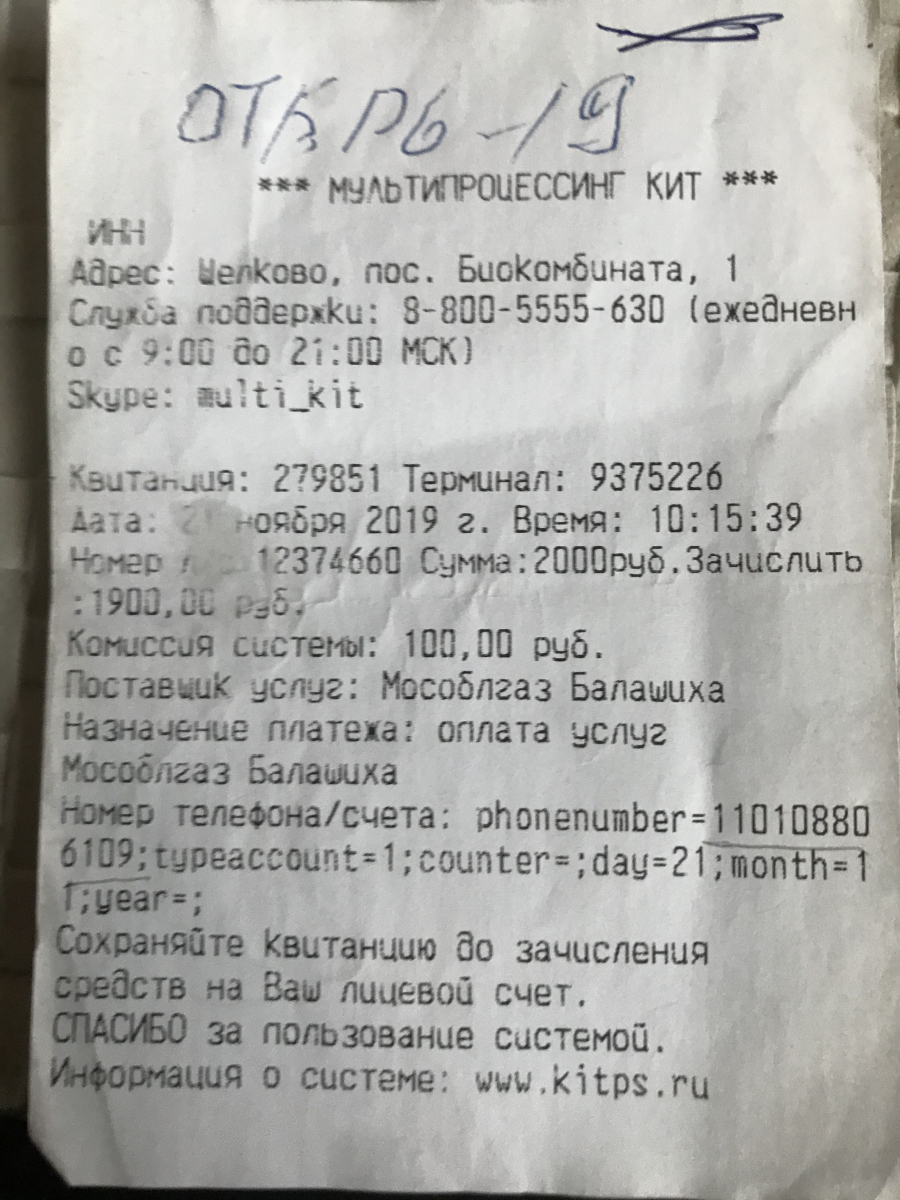 ОТКРЬ-19
*** МУЛЬТИПРОЦЕССИНГ КИТ ***
ИНН
Адрес: Щелково, пос. Биокомбината, 1
Служба поддержки: 8-800-5555-630 (ежедневн
о с 9:00 до 21:00 МСК)
Skype: multi_kit
Квитанция: 279851 Терминал: 9375226
Дата: 21 ноября 2019 г. Время: 10:15:39
Номер 12374660 Сумма:2000руб.Зачислить
:1900,00 руб.
Комиссия системы: 100,00 руб.
Поставщик услуг: Мособлгаз Балашиха
Назначение платежа: оплата услуг
Мособлгаз Балашиха
Номер телефона/счета: phonenumber=11010880
6109;typeaccount=1;counter=;day=21;month=1
1;year=;
Сохраняйте квитанцию до зачисления
средств на Ваш лицевой счет.
СПАСИБО за пользование системой.
Информация о системе: www.kitps.ru